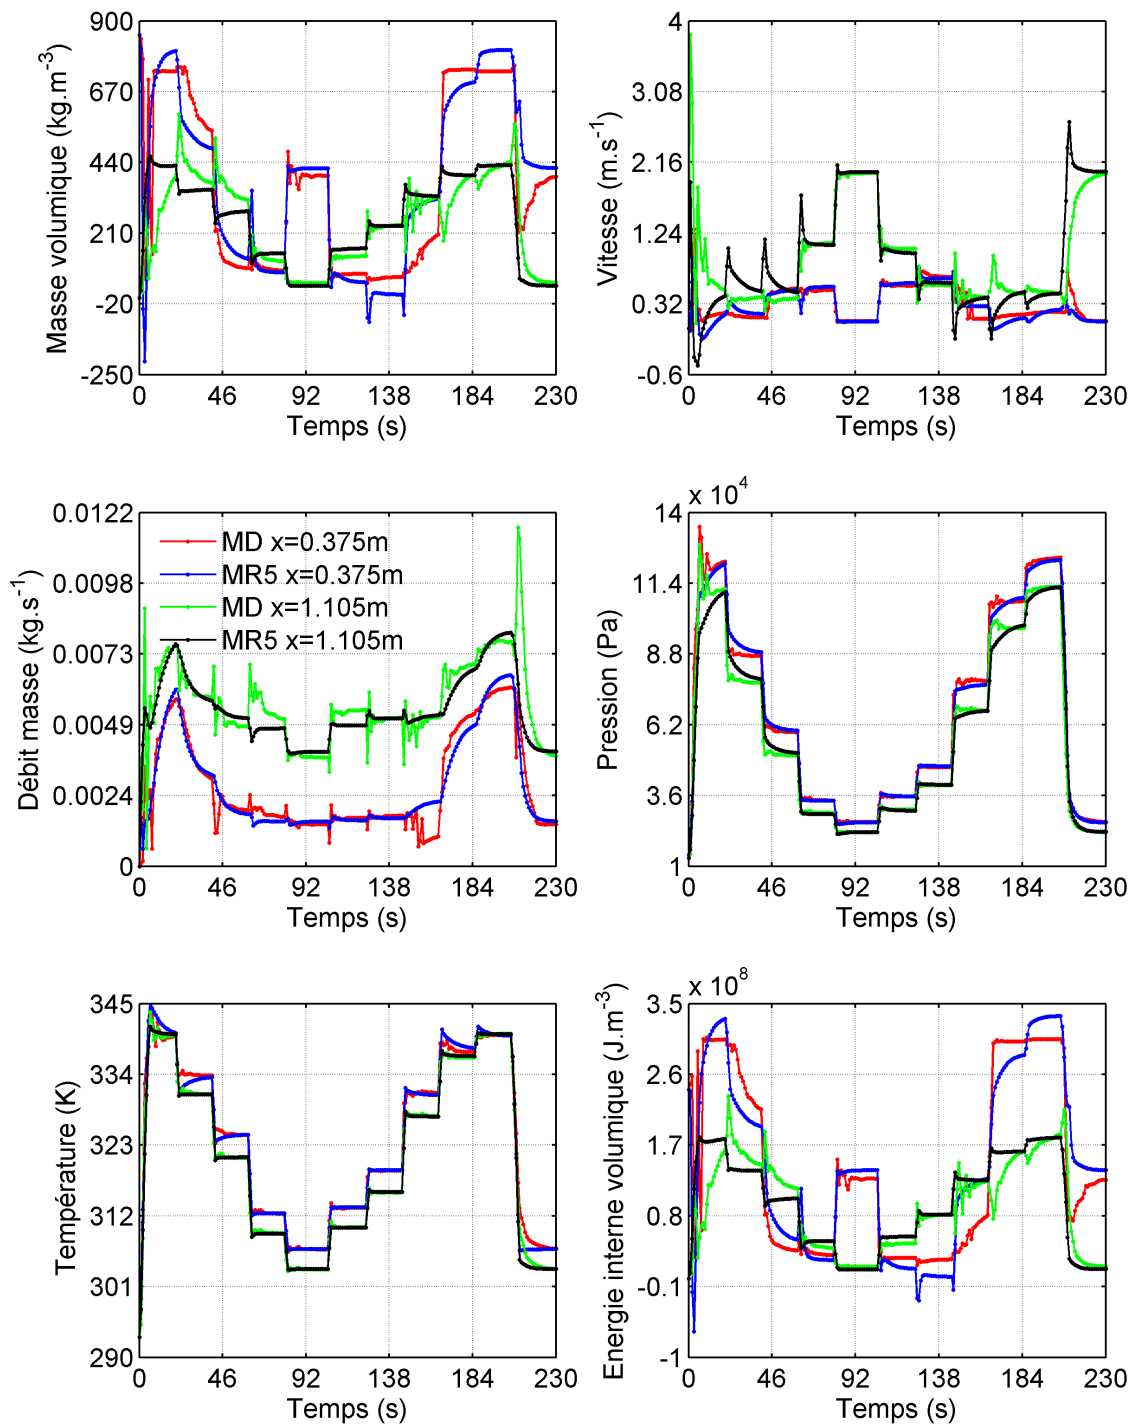 900
670
440
210
-20
-250
Masse volumique (kg.m-3)
0 46 92 138 184 230
Temps (s)
4
3.08
2.16
1.24
0.32
-0.6
Vitesse (m.s-1)
0 46 92 138 184 230
Temps (s)
0.0122
0.0098
0.0073
0.0049
0.0024
0
Débit masse (kg.s-1)
MD x=0.375m
MR5 x=0.375m
MD x=1.105m
MR5 x=1.105m
0 46 92 138 184 230
Temps (s)
x 104
14
11.4
8.8
6.2
3.6
1
Pression (Pa)
0 46 92 138 184 230
Temps (s)
345
334
323
312
301
290
Température (K)
0 46 92 138 184 230
Temps (s)
x 108
3.5
2.6
1.7
0.8
-0.1
-1
Energie interne volumique (J.m-3)
0 46 92 138 184 230
Temps (s)